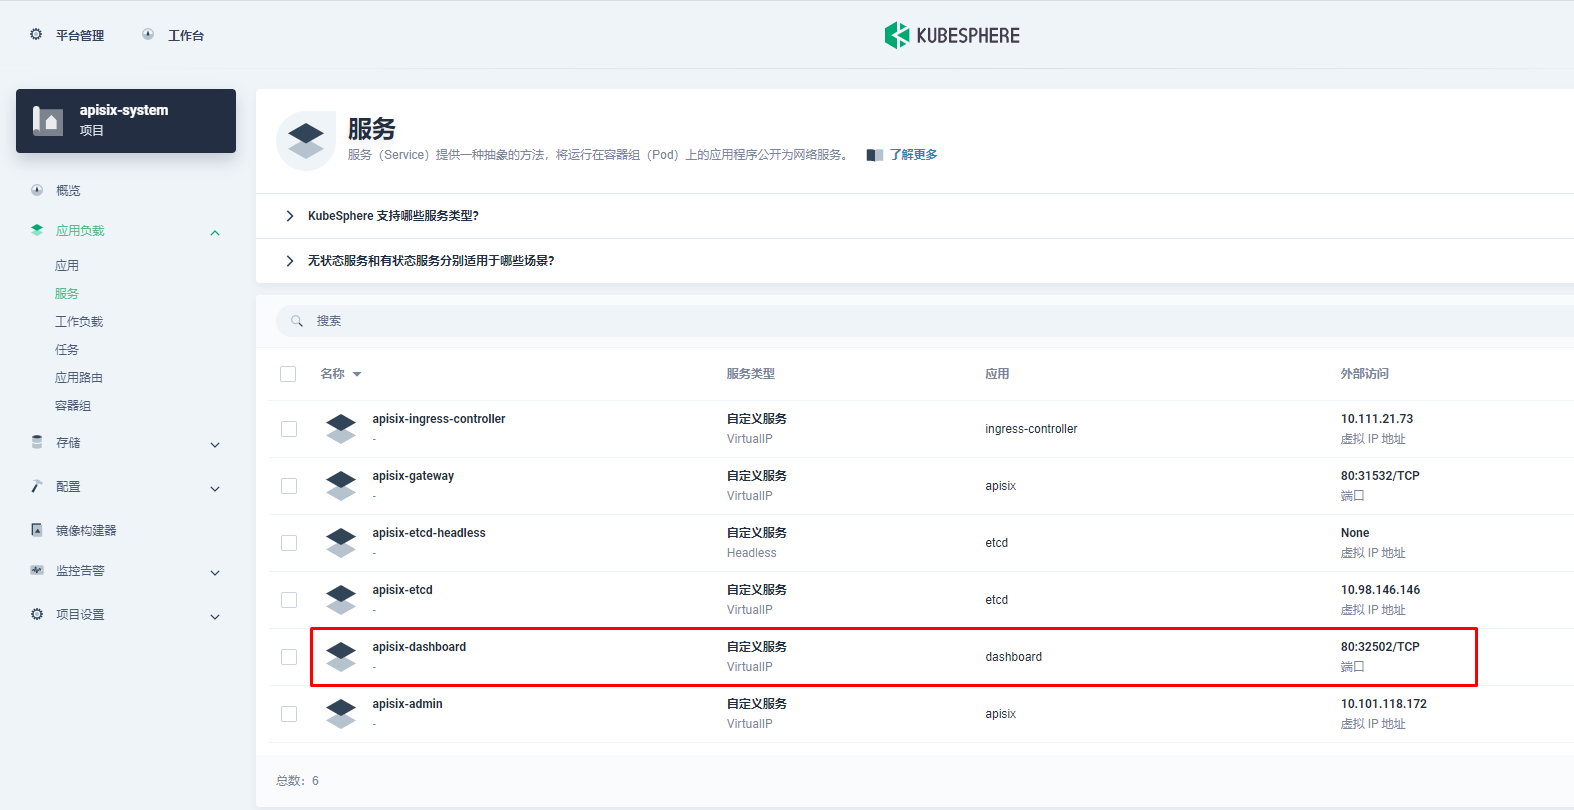 平台管理
工作台
KUBESPHERE
apisix-system
项目
概览
应用负载
应用
服务
工作负载
任务
应用路由
容器组
存储
配置
镜像构建器
监控告警
项目设置
服务
服务（Service）提供一种抽象的方法，将运行在容器组（Pod）上的应用程序公开为网络服务。 了解更多
KubeSphere 支持哪些服务类型?
无状态服务和有状态服务分别适用于哪些场景?
搜索
名称 服务类型 应用 外部访问
apisix-ingress-controller 自定义服务 ingress-controller 10.111.21.73
- VirtualIP 虚拟 IP 地址
apisix-gateway 自定义服务 apisix 80:31532/TCP
- VirtualIP 端口
apisix-etcd-headless 自定义服务 etcd None
- Headless 虚拟 IP 地址
apisix-etcd 自定义服务 etcd 10.98.146.146
- VirtualIP 虚拟 IP 地址
apisix-dashboard 自定义服务 dashboard 80:32502/TCP
- VirtualIP 端口
apisix-admin 自定义服务 apisix 10.101.118.172
- VirtualIP 虚拟 IP 地址
总数：6